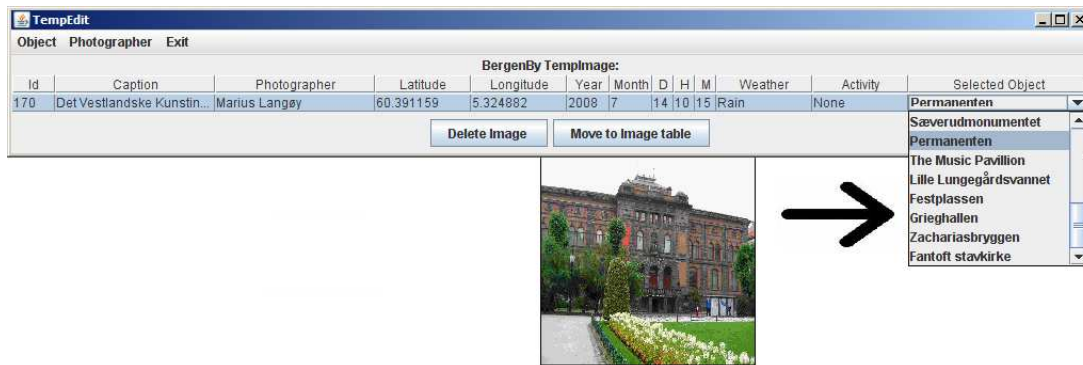 TempEdit
Object Photographer Exit
BergenBy TempImage:
Id Caption Photographer Latitude Longitude Year Month D H M Weather Activity Selected Object
170 Det Vestlandske Kunstin... Marius Langøy 60.391159 5.324882 2008 7 14 10 15 Rain None Permanenten
Delete Image Move to Image table
Sæverudmonumentet
Permanenten
The Music Pavillion
Lille Lungegårdsvannet
Festplassen
Grieghallen
Zachariasbryggen
Fantoft stavkirke